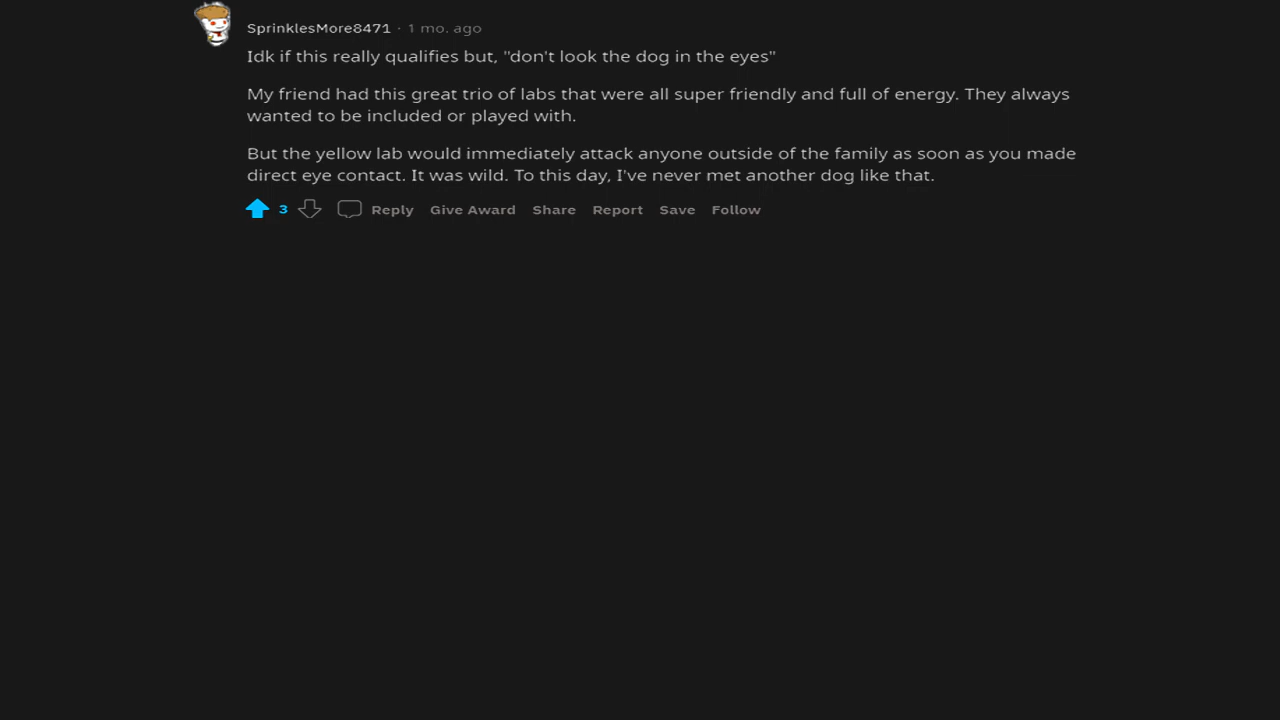 SprinklesMore8471 · 1 mo. ago
Idk if this really qualifies but, "don't look the dog in the eyes"
My friend had this great trio of labs that were all super friendly and full of energy. They always
wanted to be included or played with.
But the yellow lab would immediately attack anyone outside of the family as soon as you made
direct eye contact. It was wild. To this day, I've never met another dog like that.
3 Reply Give Award Share Report Save Follow